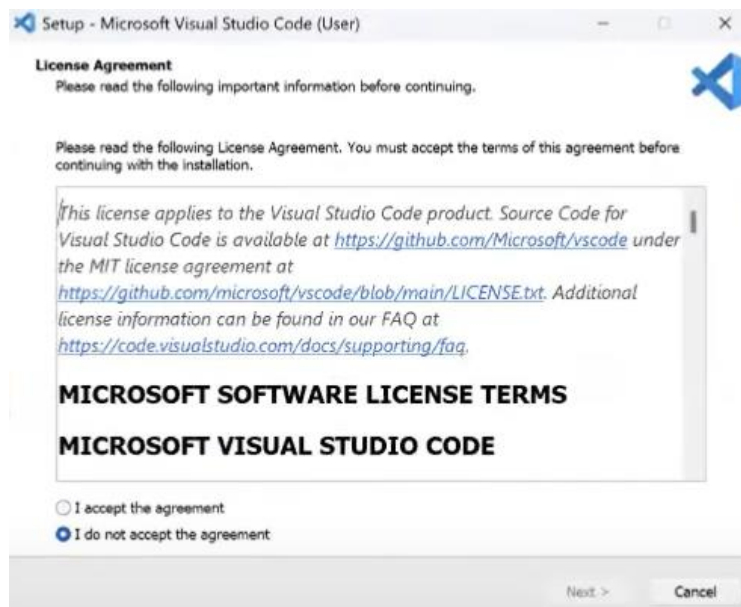 Setup - Microsoft Visual Studio Code (User)
License Agreement
Please read the following important information before continuing.
Please read the following License Agreement. You must accept the terms of this agreement before
continuing with the installation.
This license applies to the Visual Studio Code product. Source Code for
Visual Studio Code is available at https://github.com/Microsoft/vscode under
the MIT license agreement at
https://github.com/microsoft/vscode/blob/main/LICENSE.txt. Additional
license information can be found in our FAQ at
https://code.visualstudio.com/docs/supporting/faq.
MICROSOFT SOFTWARE LICENSE TERMS
MICROSOFT VISUAL STUDIO CODE
I accept the agreement
I do not accept the agreement
Next > Cancel